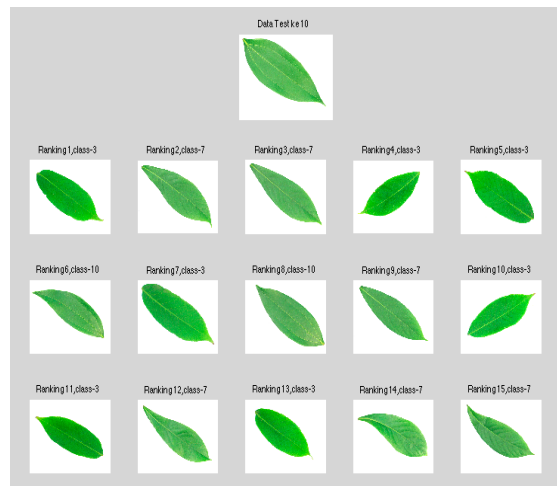 Data Test ke 10
Ranking1,class-3
Ranking2,class-7
Ranking3,class-7
Ranking4,class-3
Ranking5,class-3
Ranking6,class-10
Ranking7,class-3
Ranking8,class-10
Ranking9,class-7
Ranking10,class-3
Ranking11,class-3
Ranking12,class-7
Ranking13,class-3
Ranking14,class-7
Ranking15,class-7